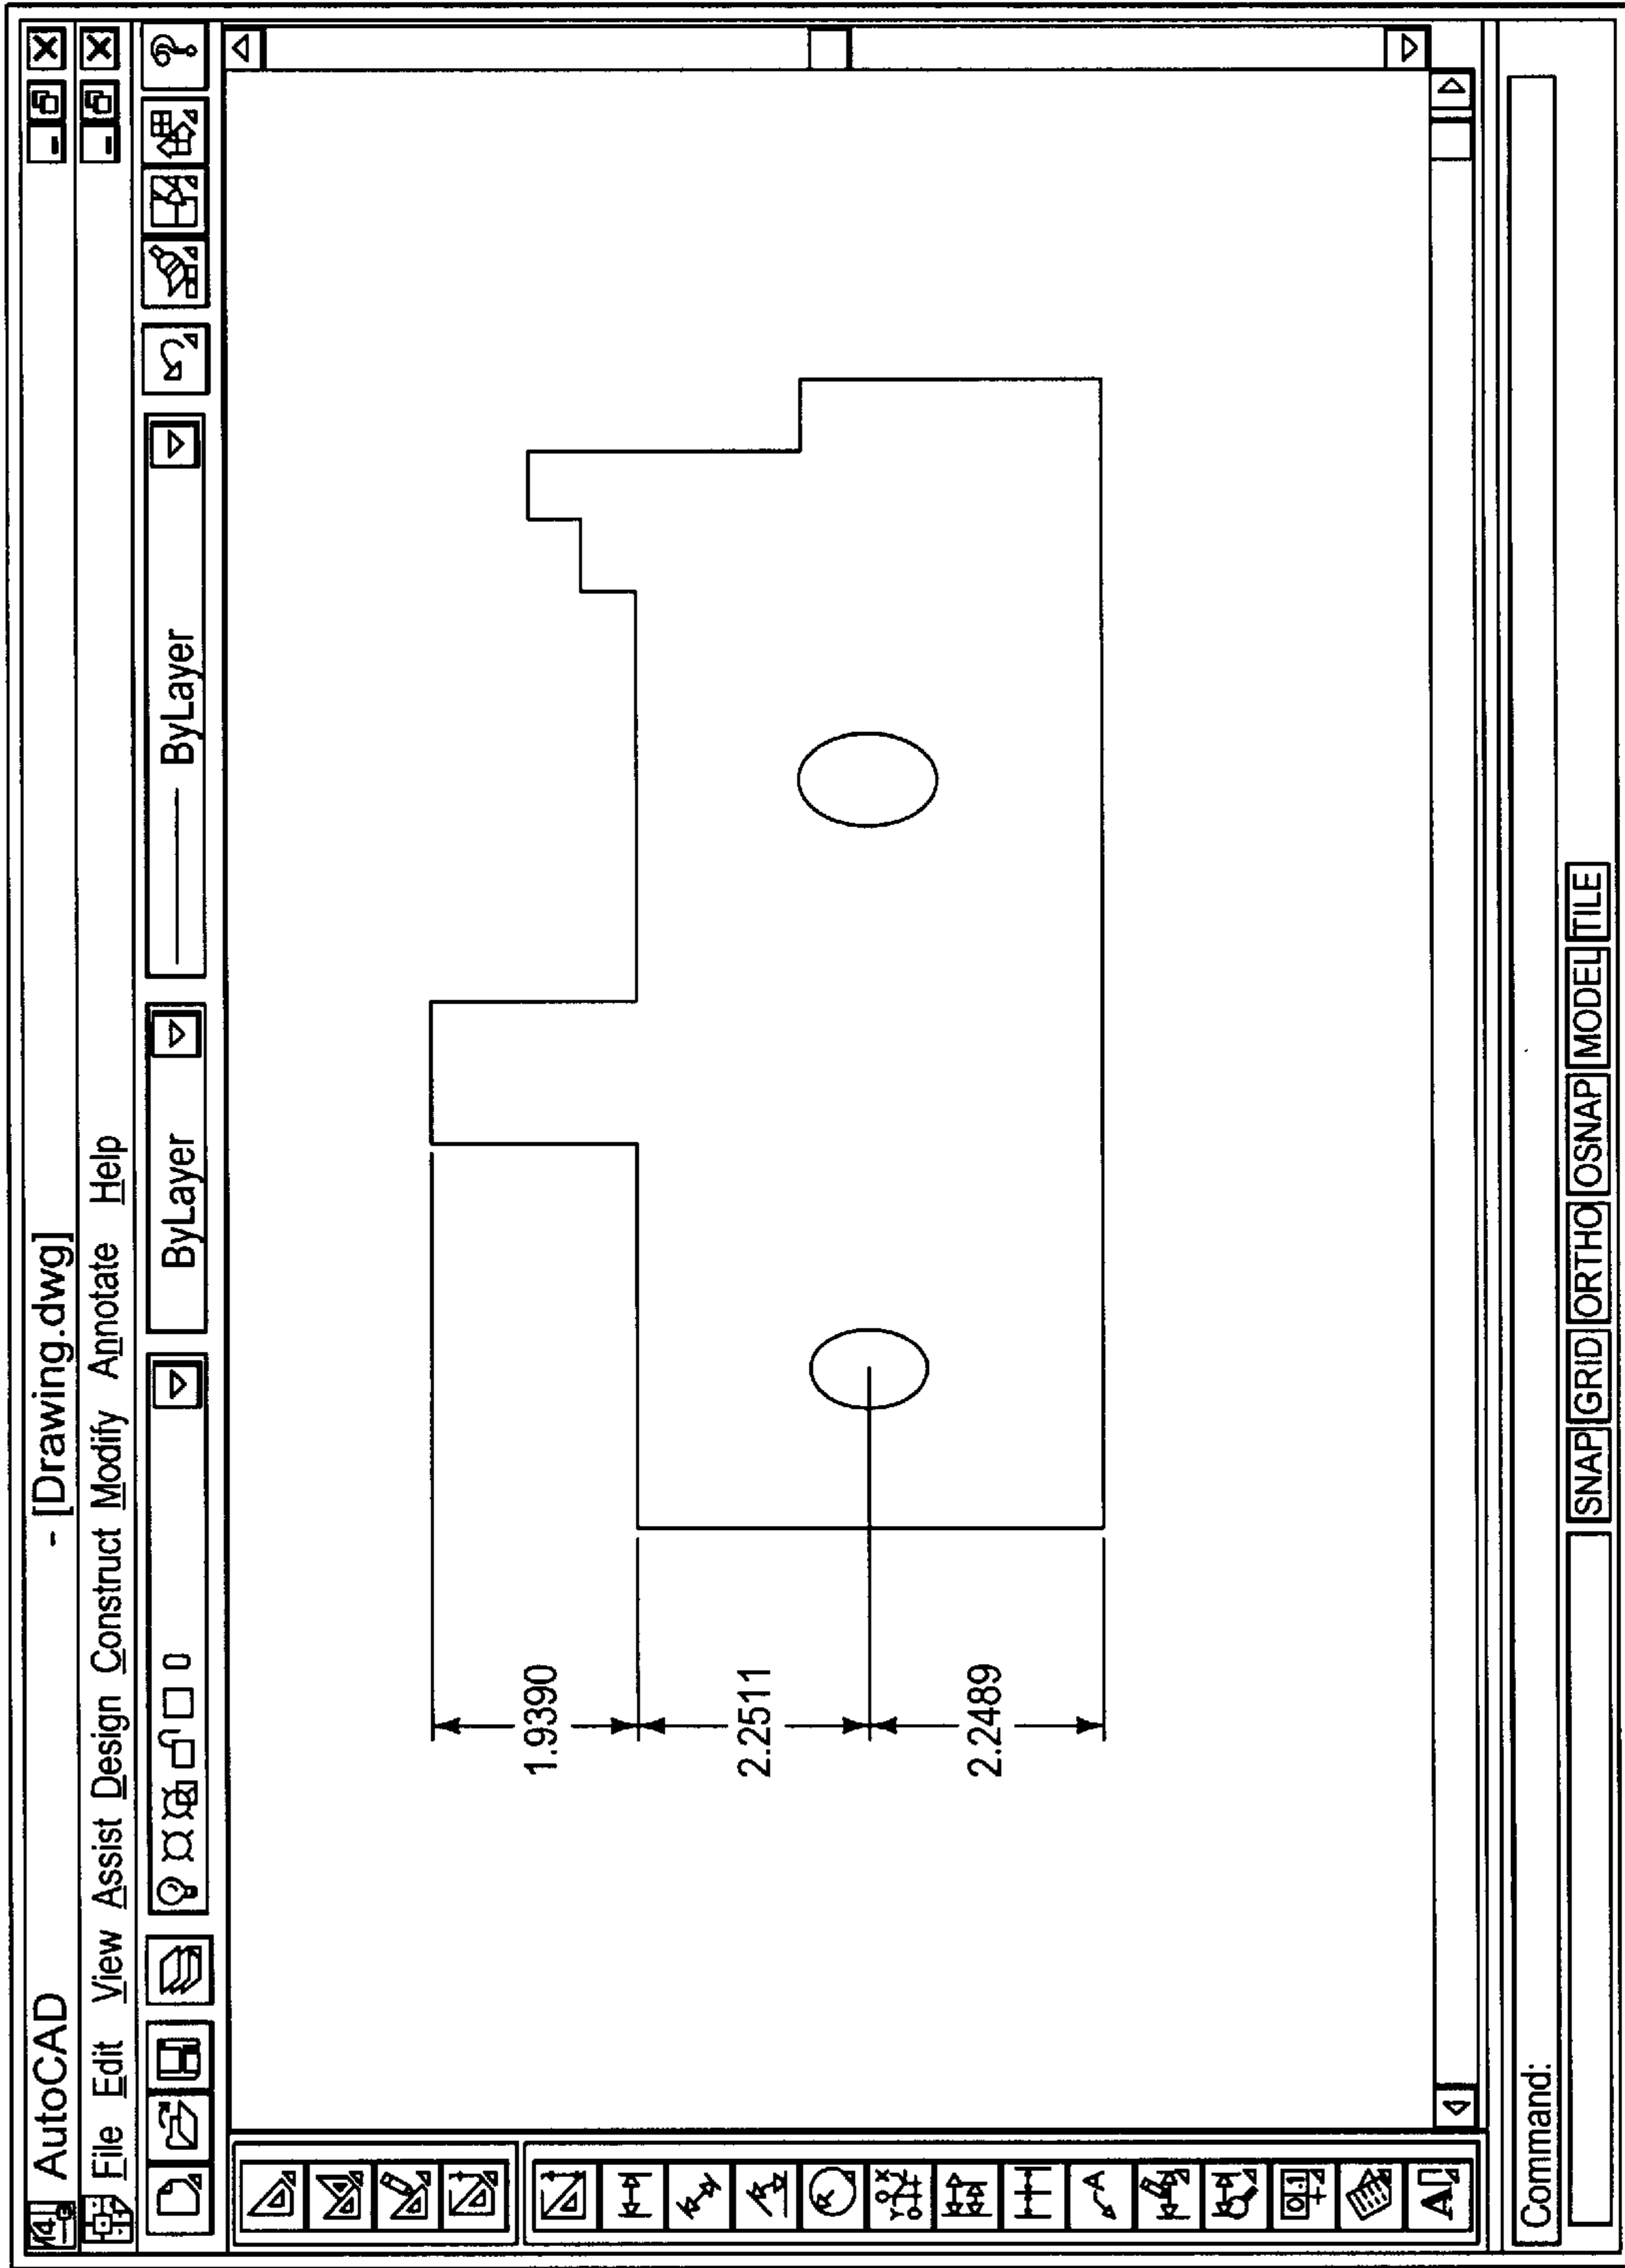 AutoCAD - [Drawing.dwg]
File Edit View Assist Design Construct Modify Annotate Help
0 ByLayer ByLayer ?
1.9390
2.2511
2.2489
Command:
SNAP GRID ORTHO OSNAP MODEL TILE